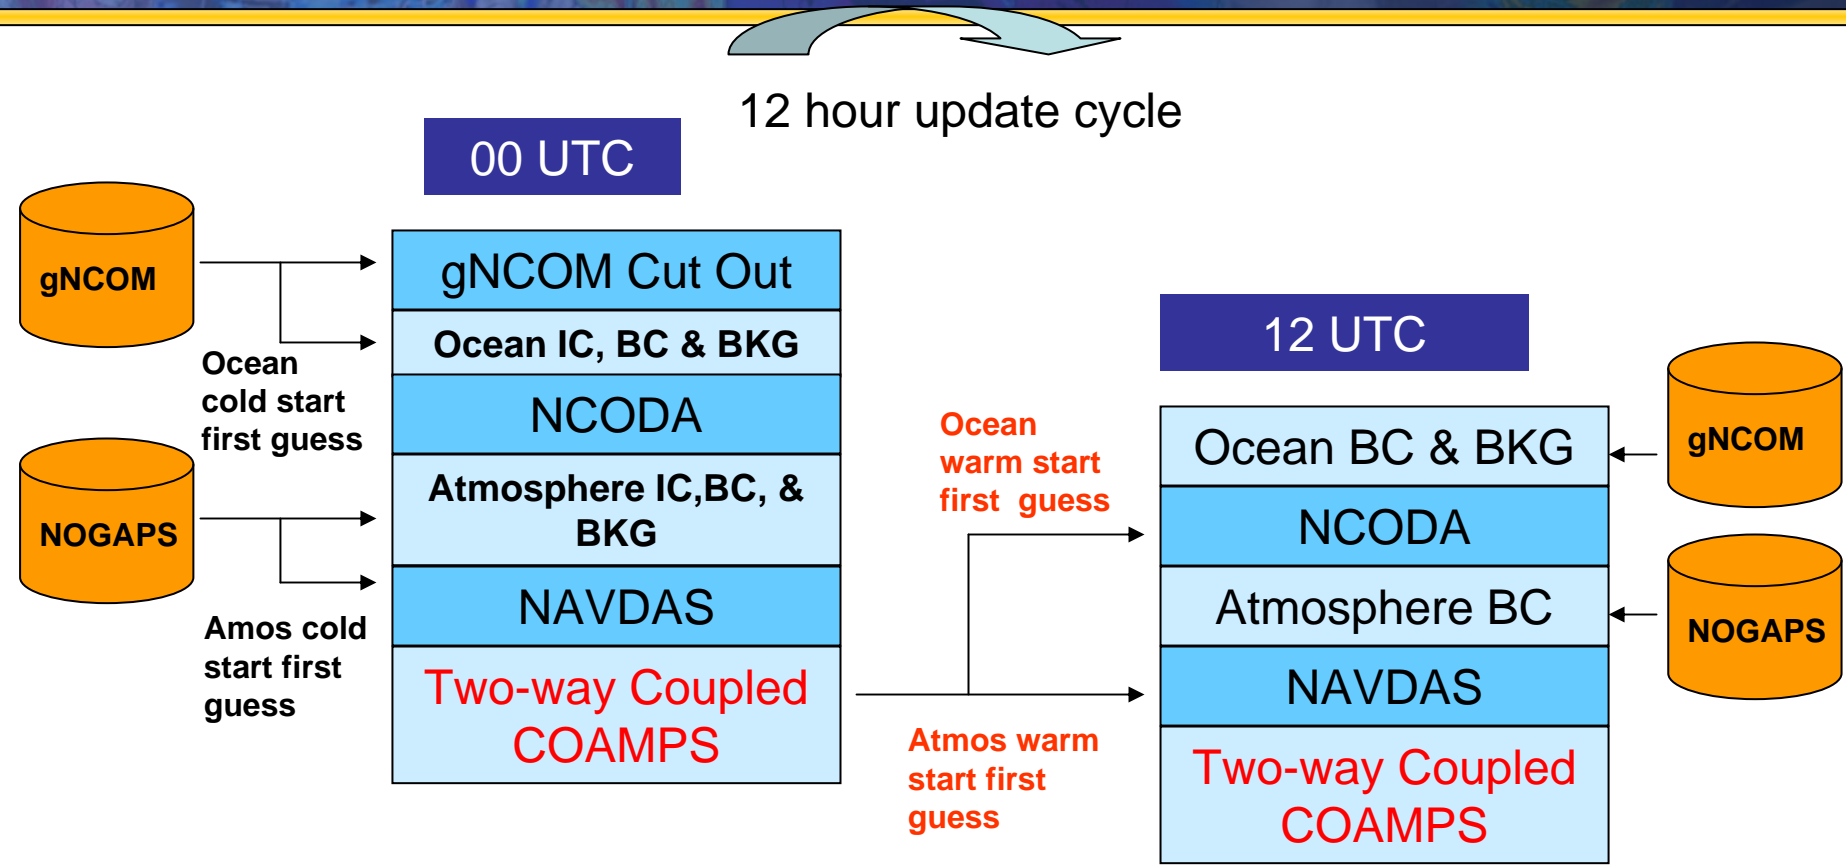 12 hour update cycle
00 UTC
gNCOM
gNCOM Cut Out
Ocean IC, BC & BKG
Ocean
cold start
first guess
NCODA
NOGAPS
Atmosphere IC,BC, &
BKG
NAVDAS
Amos cold
start first
guess
Two-way Coupled
COAMPS
Ocean
warm start
first guess
Atmos warm
start first
guess
12 UTC
Ocean BC & BKG
gNCOM
NCODA
Atmosphere BC
NOGAPS
NAVDAS
Two-way Coupled
COAMPS